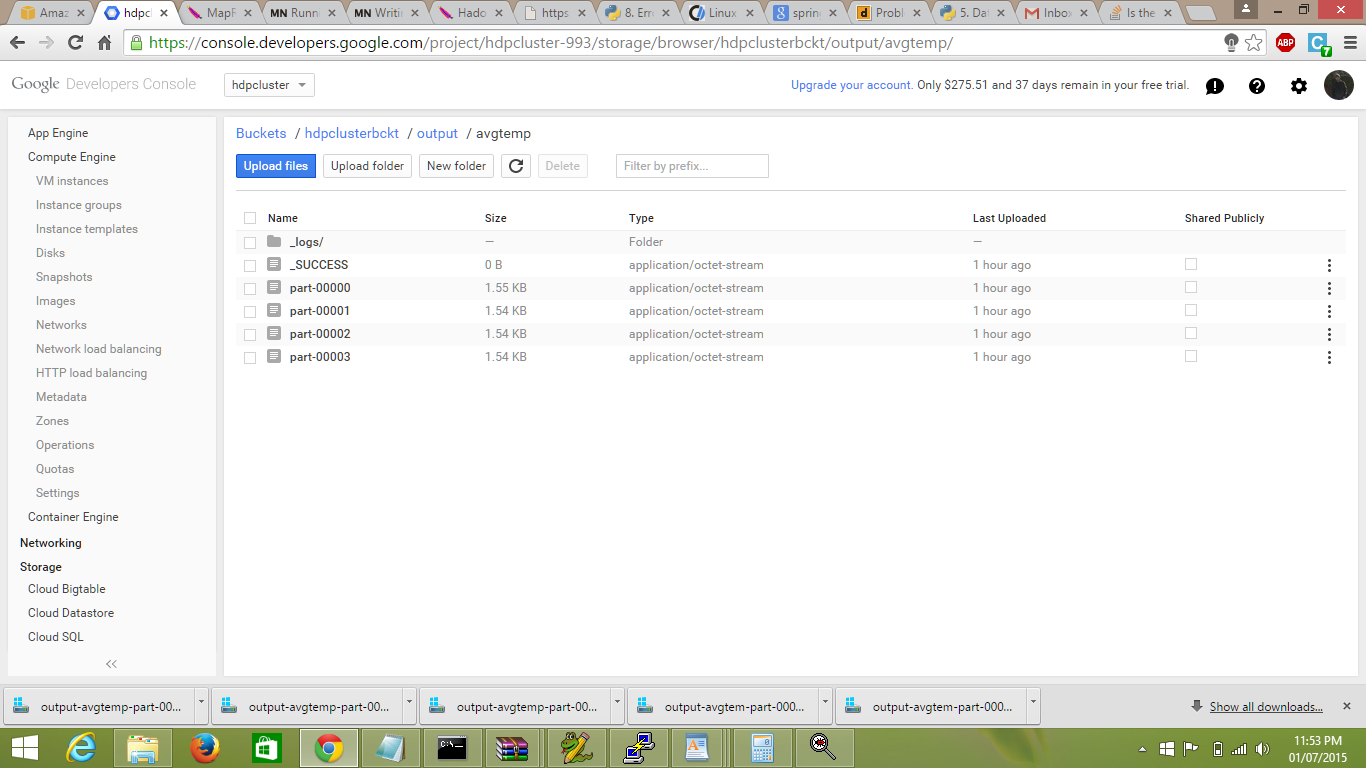 Amaz
hdpcl
MapR
MN Runni
MN Writin
Hado
https
8. Erro
Linux
spring
Probl
5. Dat
Inbox
Is the
https://console.developers.google.com/project/hdpcluster-993/storage/browser/hdpclusterbckt/output/avgtemp/
ABP
C 7
Google Developers Console
hdpcluster
Upgrade your account. Only $275.51 and 37 days remain in your free trial.
App Engine
Compute Engine
VM instances
Instance groups
Instance templates
Disks
Snapshots
Images
Networks
Network load balancing
HTTP load balancing
Metadata
Zones
Operations
Quotas
Settings
Container Engine
Networking
Storage
Cloud Bigtable
Cloud Datastore
Cloud SQL
Buckets / hdpclusterbckt / output / avgtemp
Upload files Upload folder New folder Delete Filter by prefix...
Name Size Type Last Uploaded Shared Publicly
_logs/ — Folder —
_SUCCESS 0 B application/octet-stream 1 hour ago
part-00000 1.55 KB application/octet-stream 1 hour ago
part-00001 1.54 KB application/octet-stream 1 hour ago
part-00002 1.54 KB application/octet-stream 1 hour ago
part-00003 1.54 KB application/octet-stream 1 hour ago
output-avgtemp-part-00...
output-avgtemp-part-00...
output-avgtemp-part-00...
output-avgtem-part-000...
output-avgtem-part-000...
Show all downloads...
11:53 PM
01/07/2015